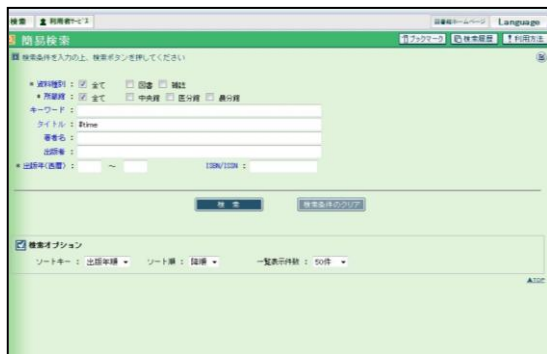 検索 利用者サービス 図書館ホームページ Language
簡易検索 ブックマーク 検索履歴 ?利用方法
検索条件を入力の上、検索ボタンを押してください
* 資料種別 : 全て 図書 雑誌
* 所蔵館 : 全て 中央館 医分館 農分館
キーワード :
タイトル : #time
著者名 :
出版者 :
* 出版年(西暦) : ~ ISBN/ISSN :
検 索 検索条件のクリア
検索オプション
ソートキー : 出版年順 ソート順 : 降順 一覧表示件数 : 50件